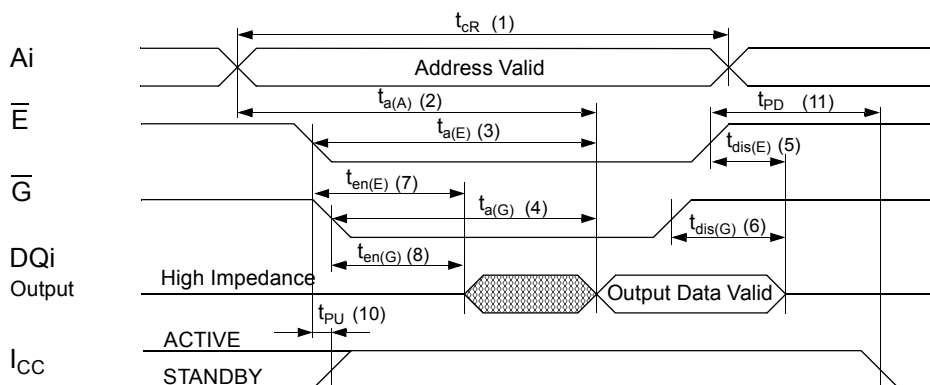 t_cR (1)
Ai
Address Valid
t_a(A) (2)
t_PD (11)
E̅
t_a(E) (3)
t_dis(E) (5)
t_en(E) (7)
G̅
t_a(G) (4)
t_dis(G) (6)
t_en(G) (8)
DQi
Output
High Impedance
Output Data Valid
t_PU (10)
ACTIVE
I_CC
STANDBY